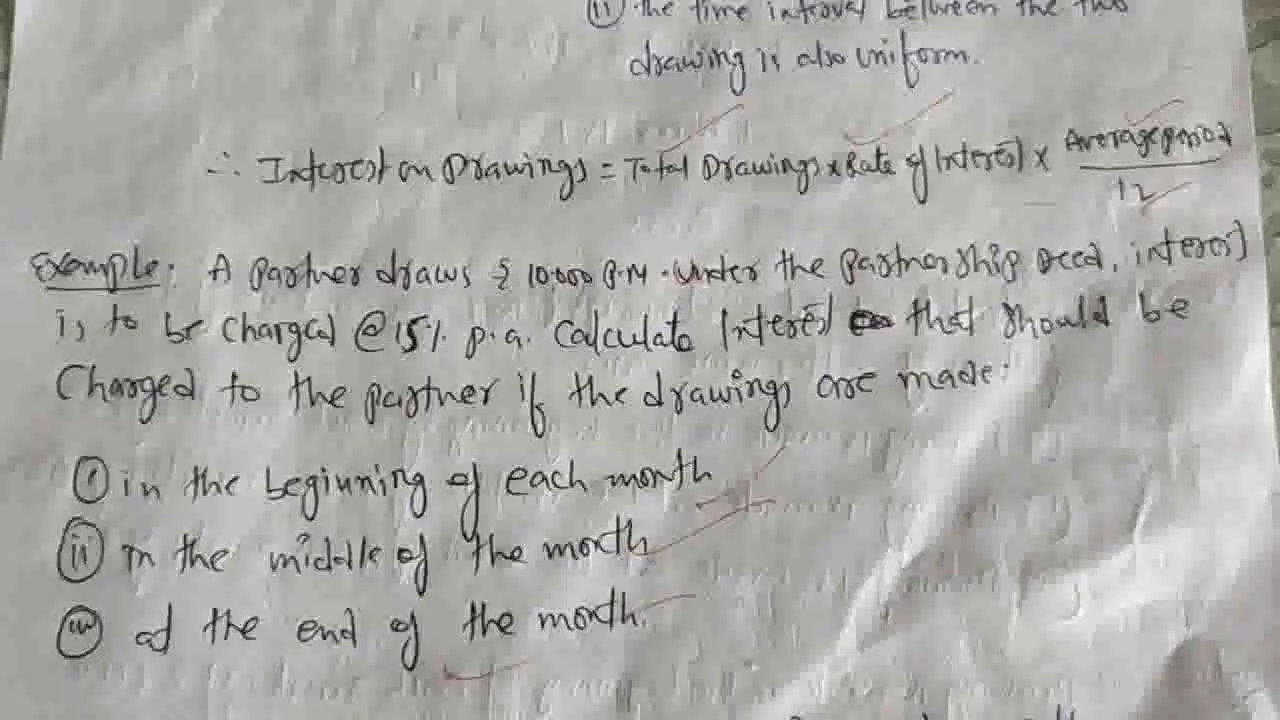 (ii) the time interval between the two
drawing is also uniform.
∴ Interest on Drawings = Total Drawings x Rate of Interest x Average period / 12
Example: A partner draws ₹ 10,000 P.M. Under the partnership deed, interest
is to be charged @15% p.a. Calculate Interest that should be
Charged to the partner if the drawings are made:
(i) in the beginning of each month
(ii) in the middle of the month
(iii) at the end of the month.